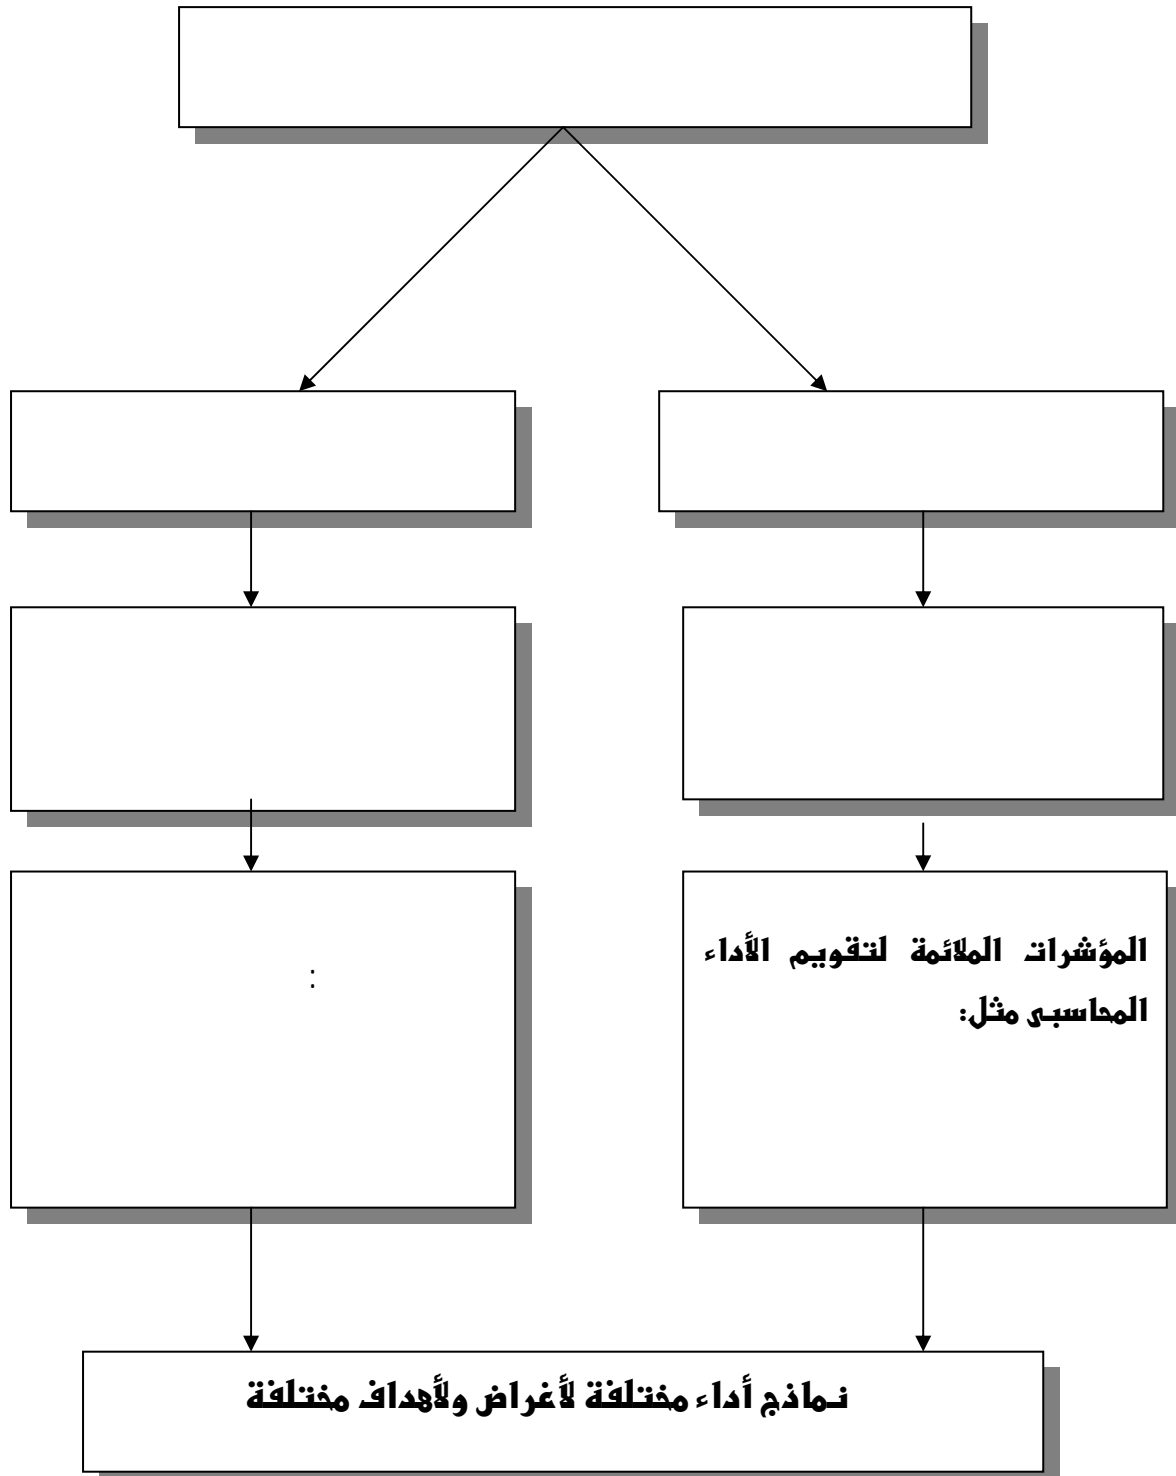 المؤشرات الملائمة لتقويم الأداء
المحاسبى مثل:
:
نماذج أداء مختلفة لأغراض ولأهداف مختلفة